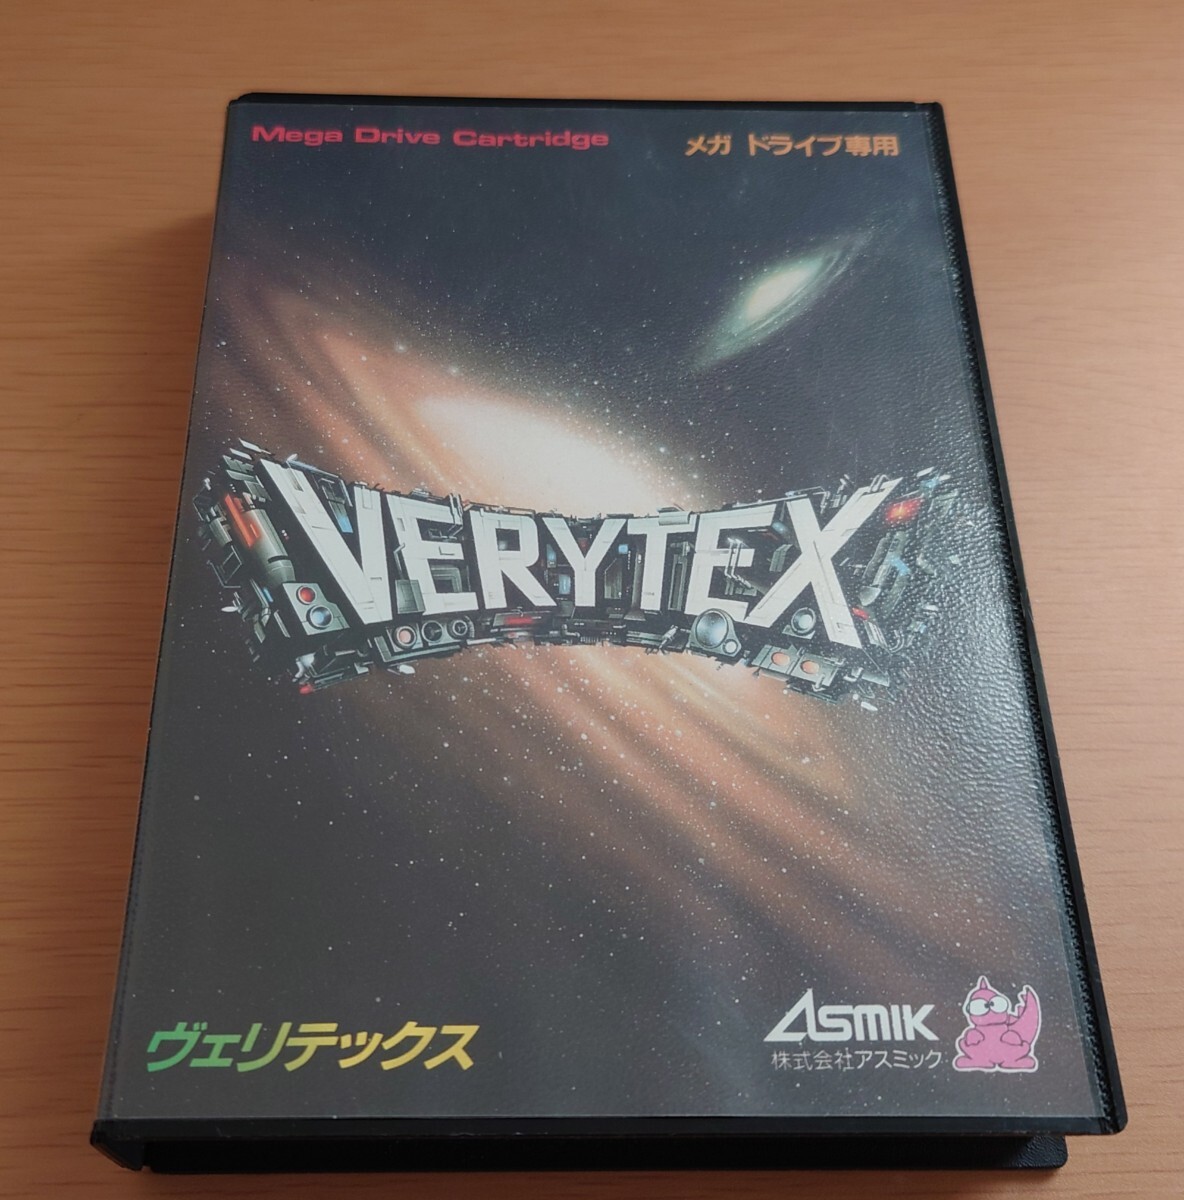 Mega Drive Cartridge
メガ ドライブ専用
VERYTEX
ヴェリテックス
ASMIK
株式会社アスミック